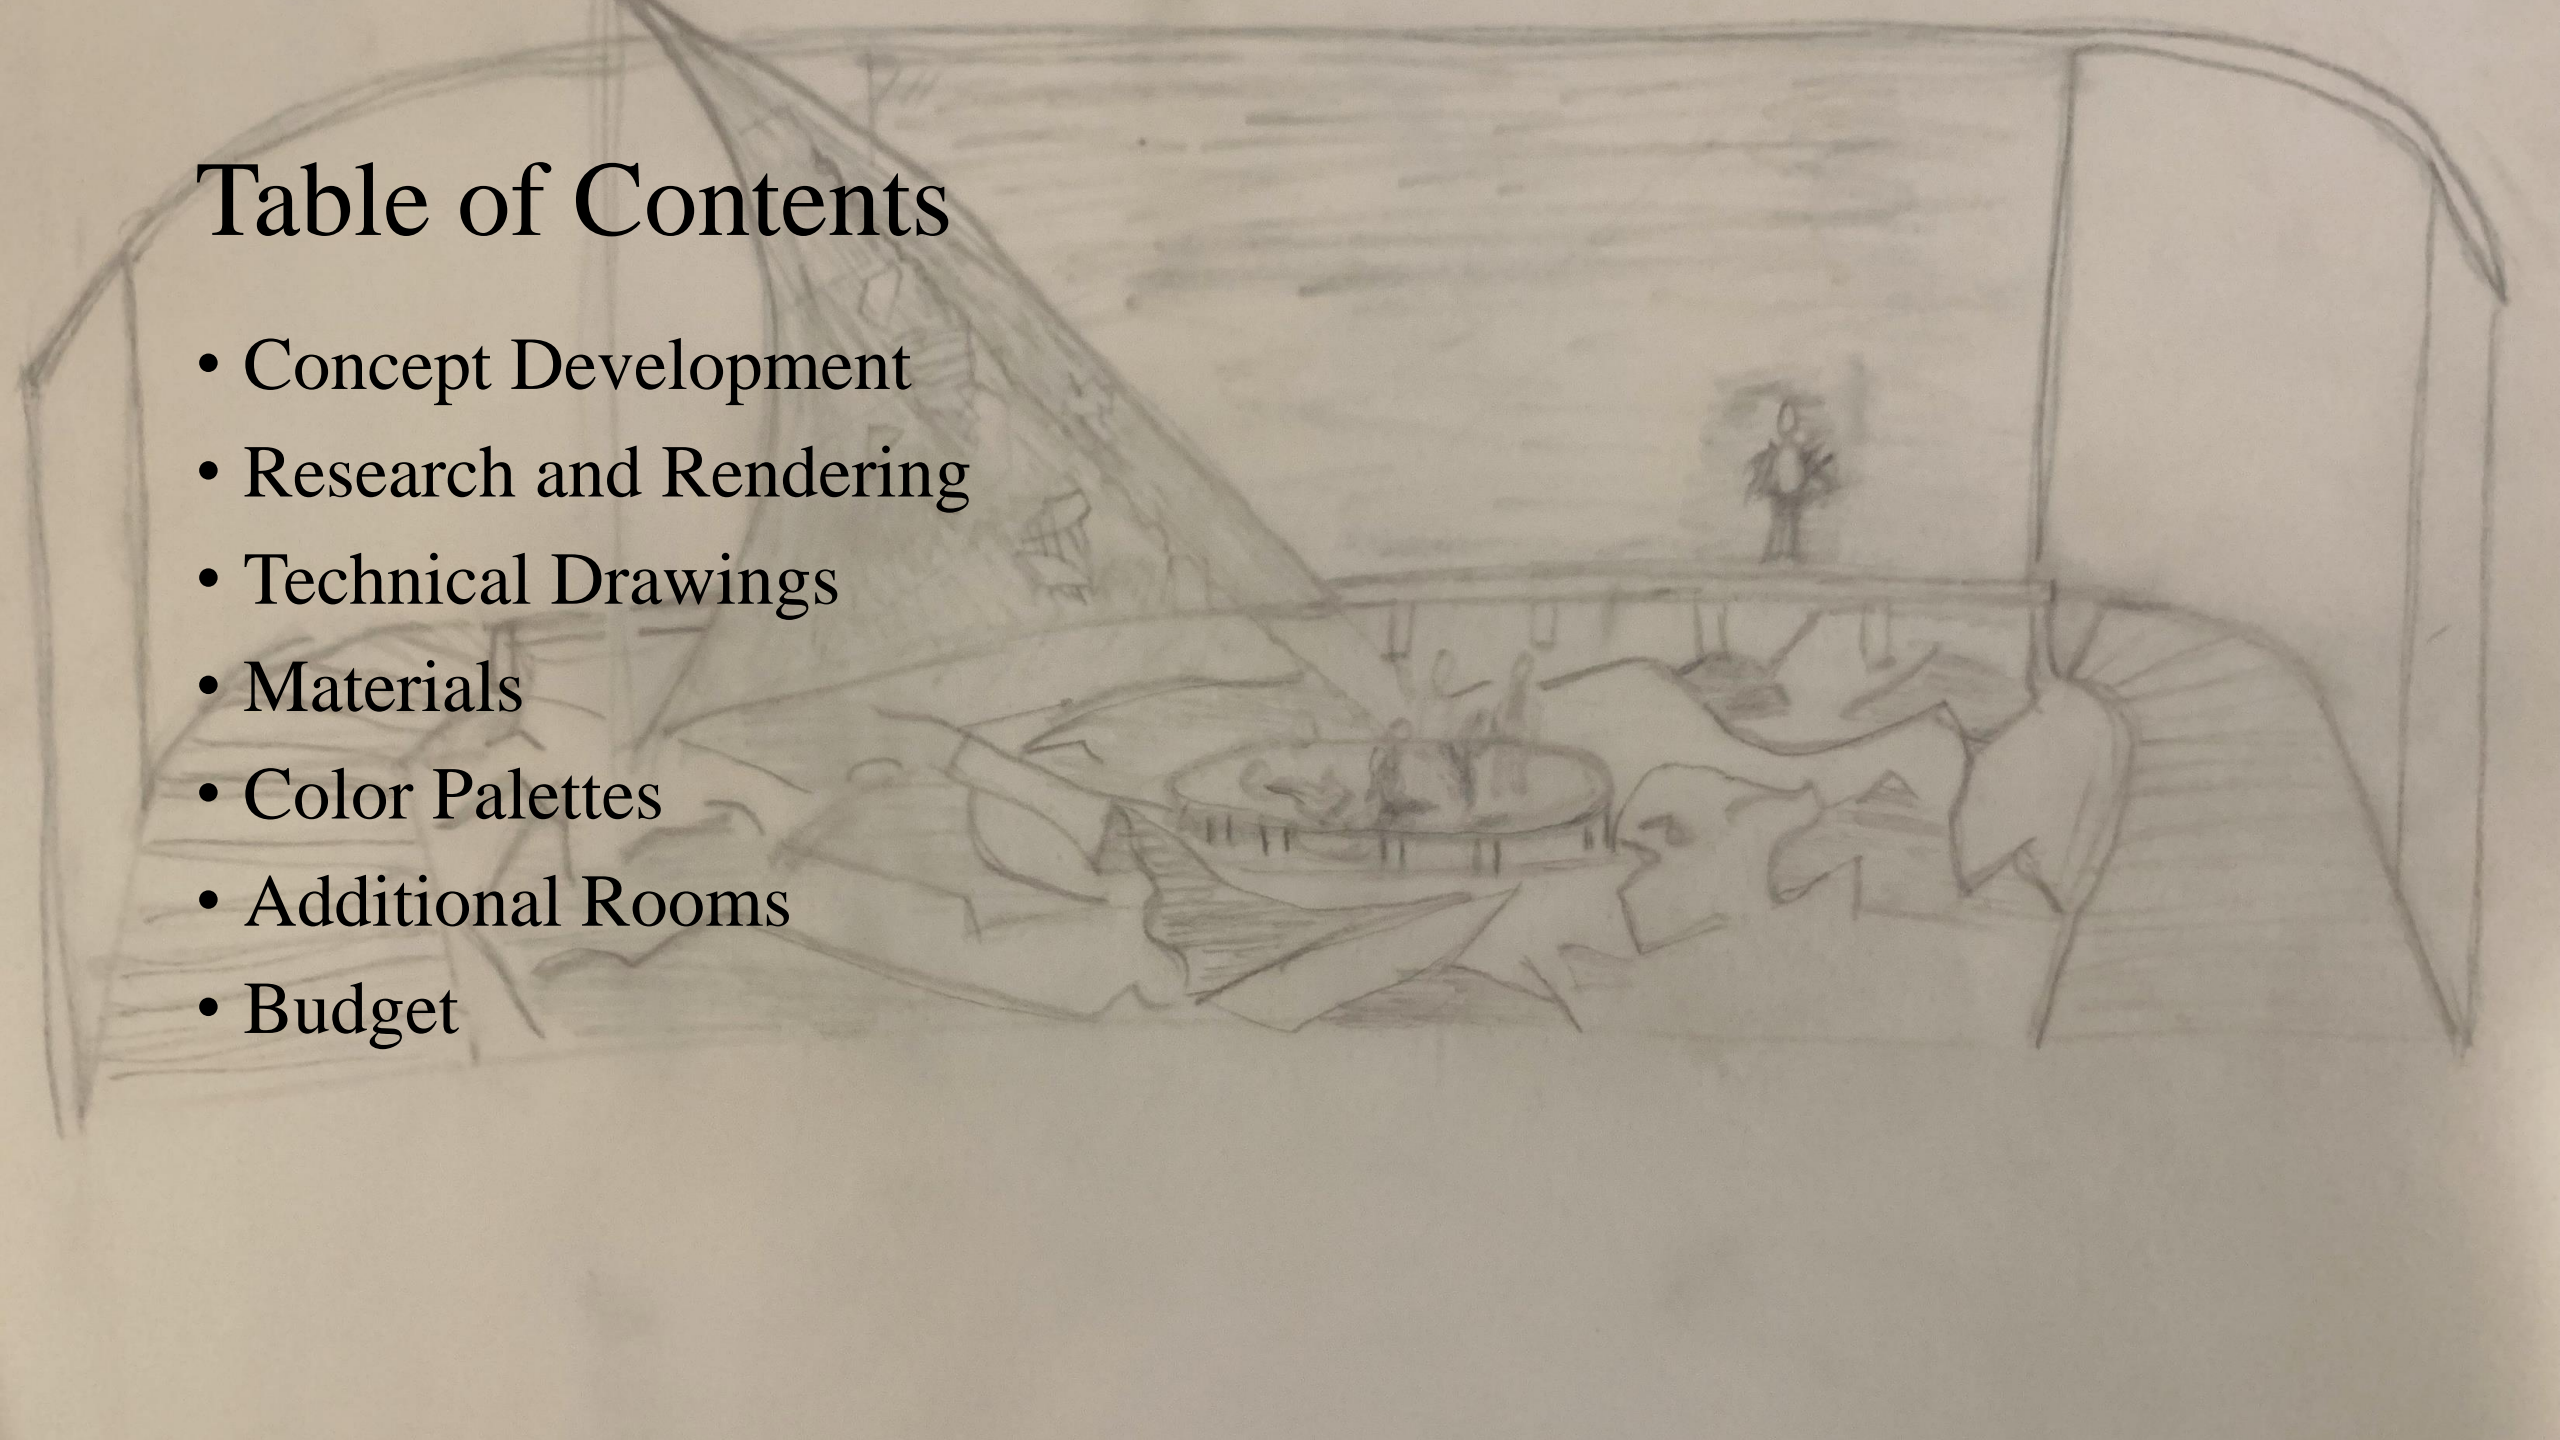 Table of Contents
• Concept Development
• Research and Rendering
• Technical Drawings
• Materials
• Color Palettes
• Additional Rooms
• Budget